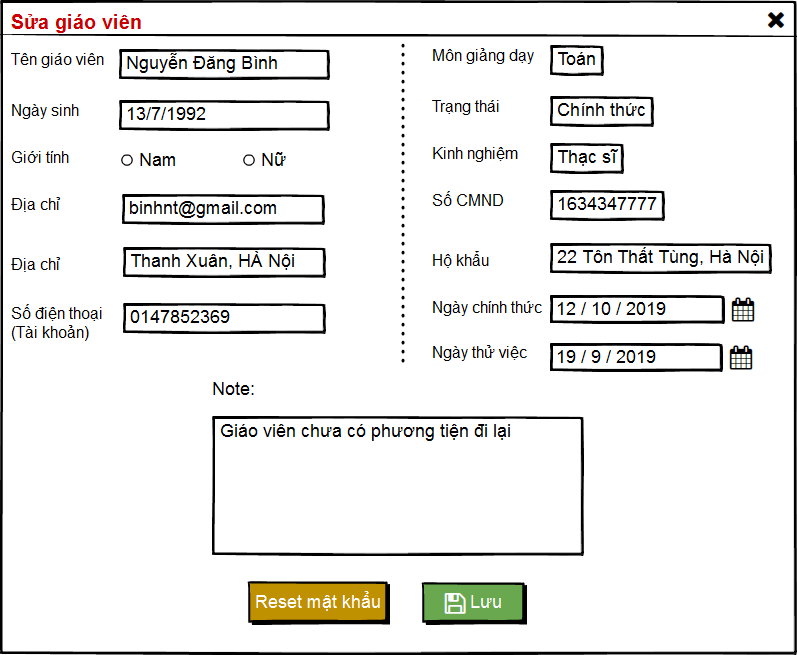 Sửa giáo viên
Tên giáo viên
Nguyễn Đăng Bình
Ngày sinh
13/7/1992
Giới tính
Nam
Nữ
Địa chỉ
binhnt@gmail.com
Địa chỉ
Thanh Xuân, HÀ Nội
Số điện thoại
(Tài khoản)
0147852369
Môn giảng dạy
Toán
Trạng thái
Chính thức
Kinh nghiệm
Thạc sĩ
Số CMND
1634347777
Hộ khẩu
22 Tôn Thất Tùng, Hà Nội
Ngày chính thức
12 / 10 / 2019
Ngày thử việc
19 / 9 / 2019
Note:
Giáo viên chưa có phương tiện đi lại
Reset mật khẩu
Lưu